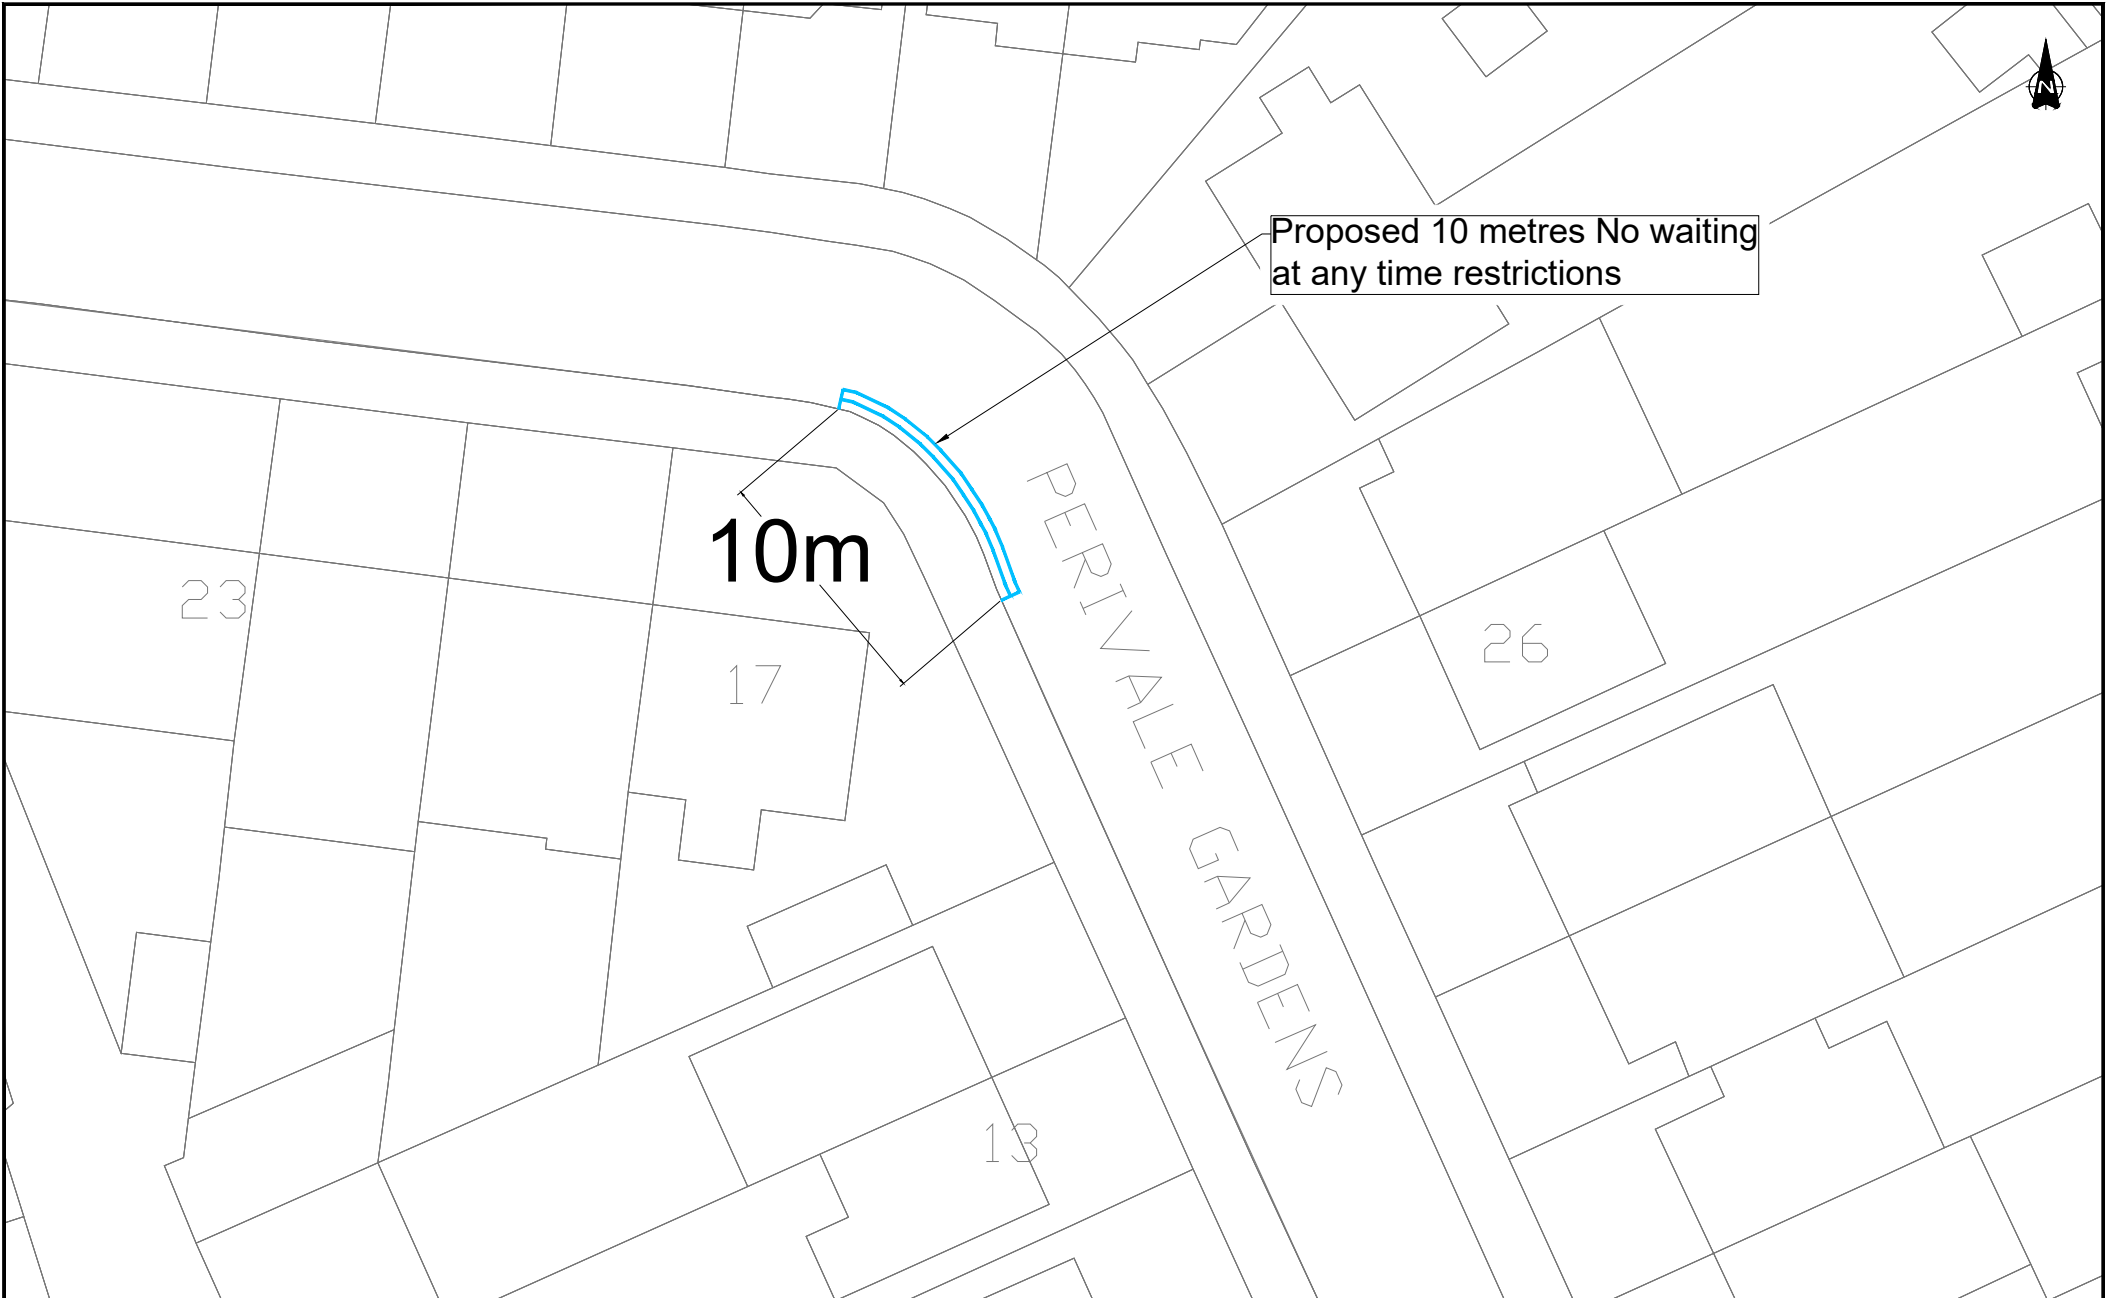 N
Proposed 10 metres No waiting
at any time restrictions
10m
PERIVALE GARDENS
23
17
26
13